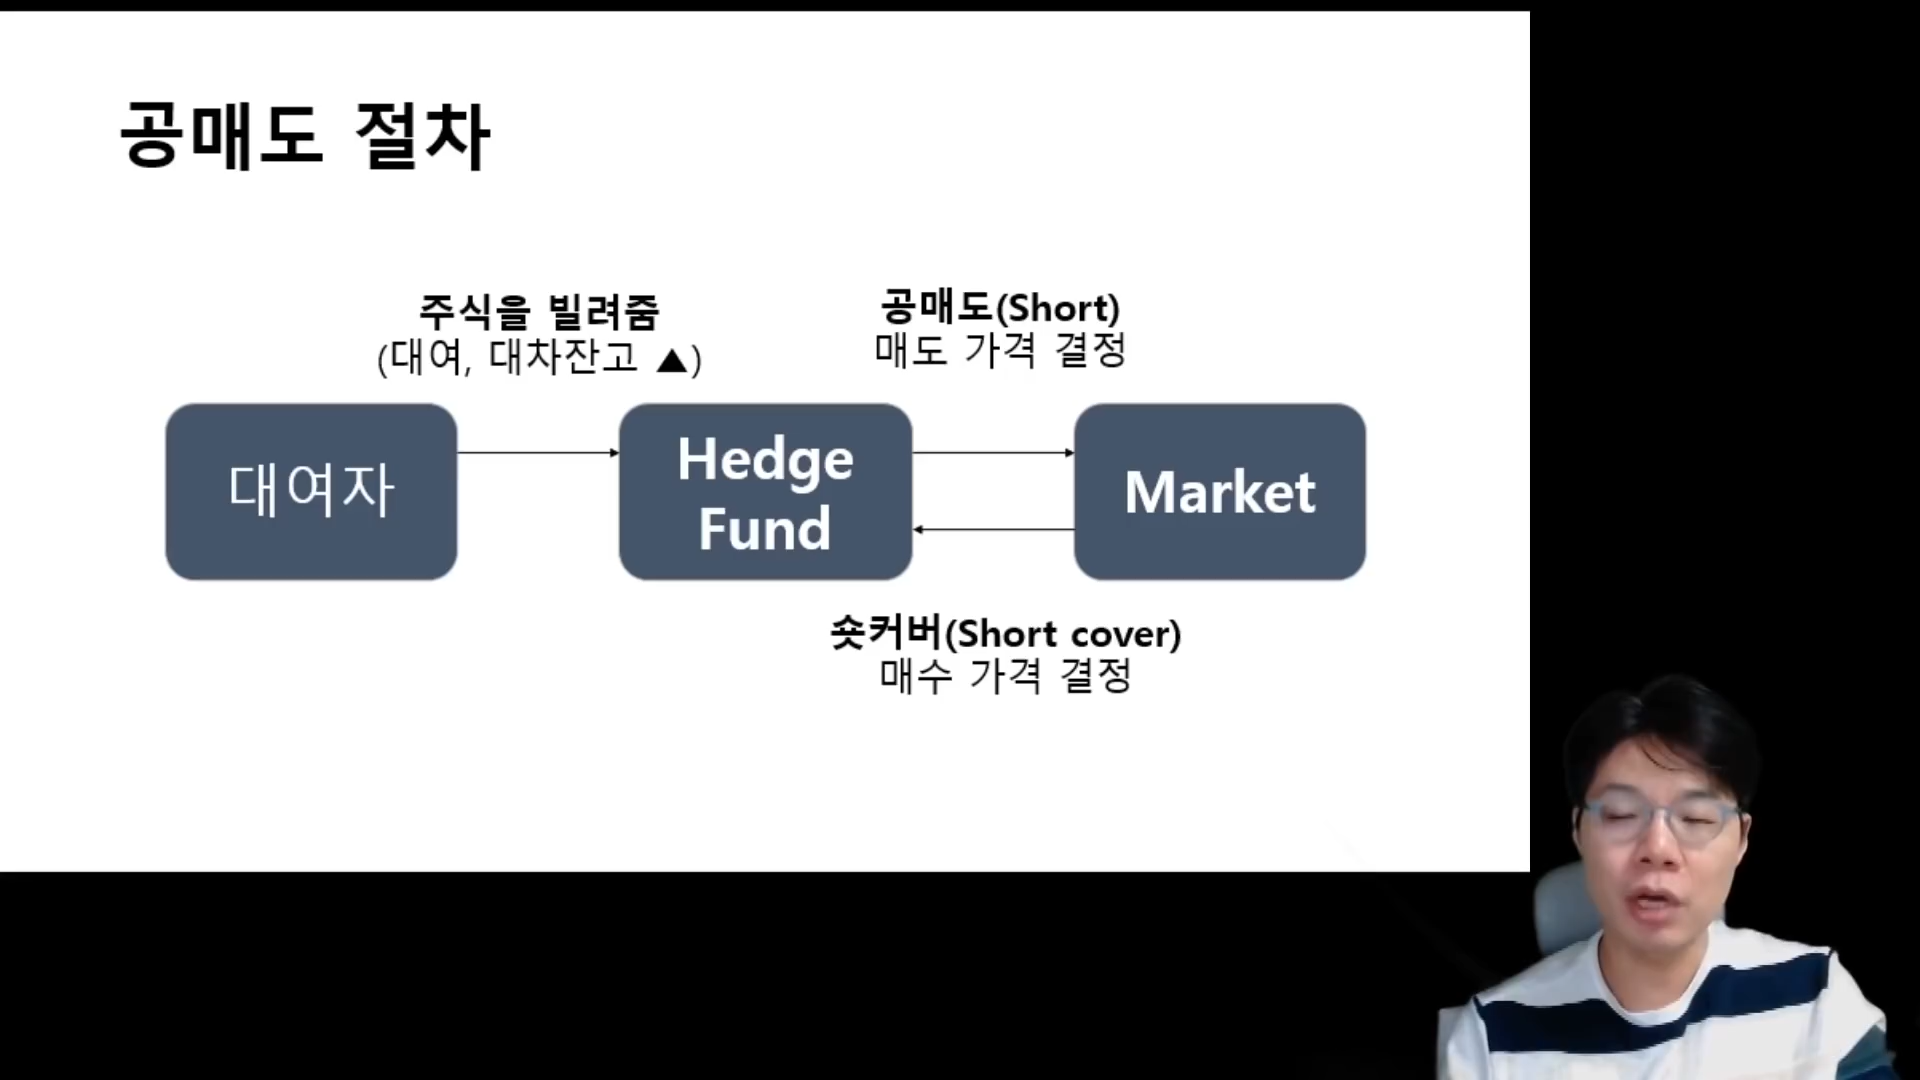 공매도 절차
주식을 빌려줌
(대여, 대차잔고 ▲)
공매도(Short)
매도 가격 결정
대여자
Hedge
Fund
Market
숏커버(Short cover)
매수 가격 결정